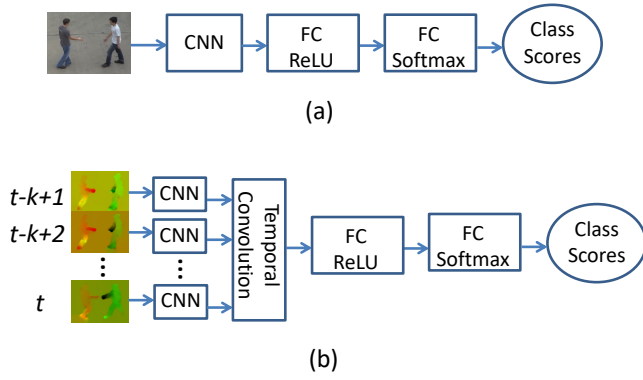 CNN
FC
ReLU
FC
Softmax
Class
Scores
(a)
t-k+1
CNN
t-k+2
CNN
t
CNN
Temporal
Convolution
FC
ReLU
FC
Softmax
Class
Scores
(b)